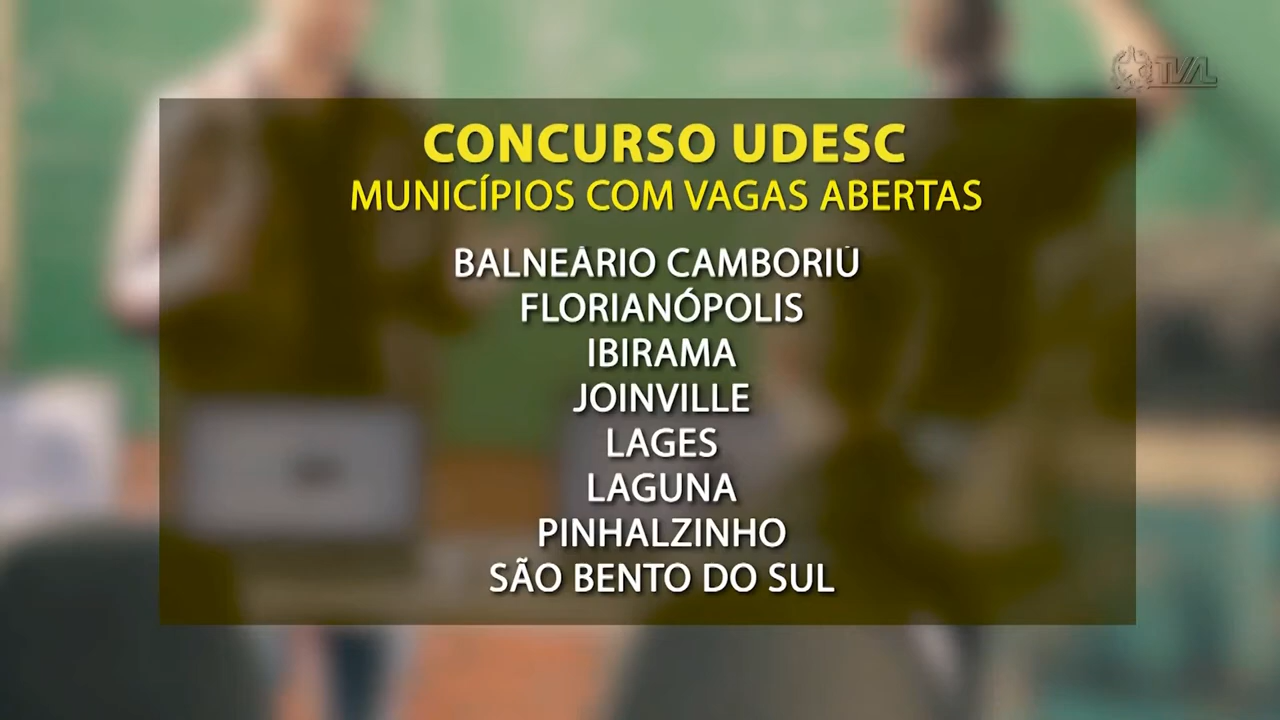 TVAL
CONCURSO UDESC
MUNICÍPIOS COM VAGAS ABERTAS
BALNEÁRIO CAMBORIÚ
FLORIANÓPOLIS
IBIRAMA
JOINVILLE
LAGES
LAGUNA
PINHALZINHO
SÃO BENTO DO SUL